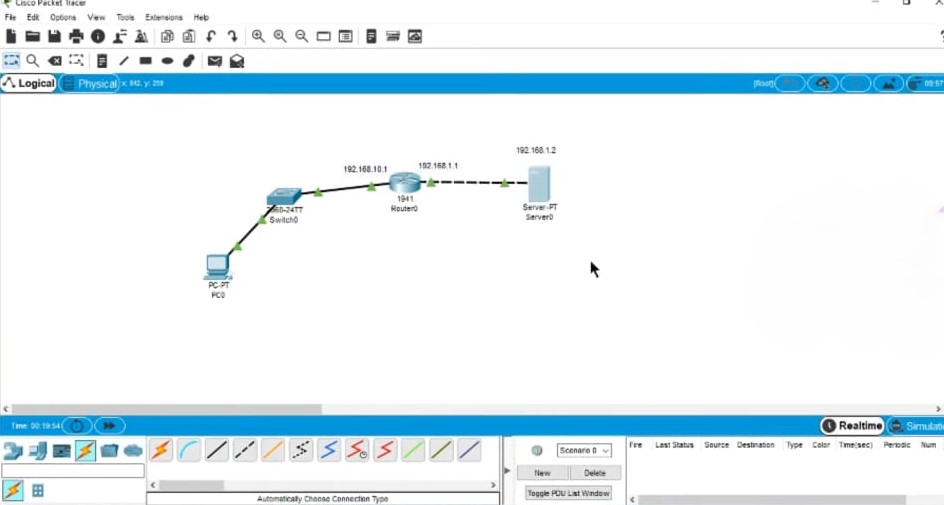 Cisco Packet Tracer
File Edit Options View Tools Extensions Help
Logical Physical x: 842, y: 259 [Root]
192.168.1.2
192.168.10.1 192.168.1.1
1941
Router0
Switch0
Server-PT
Server0
PC-PT
PC0
Time: 00:19:54 Realtime Simulati
Scenario 0 Fire Last Status Source Destination Type Color Time(sec) Periodic Num
New Delete
Toggle PDU List Window
Automatically Choose Connection Type